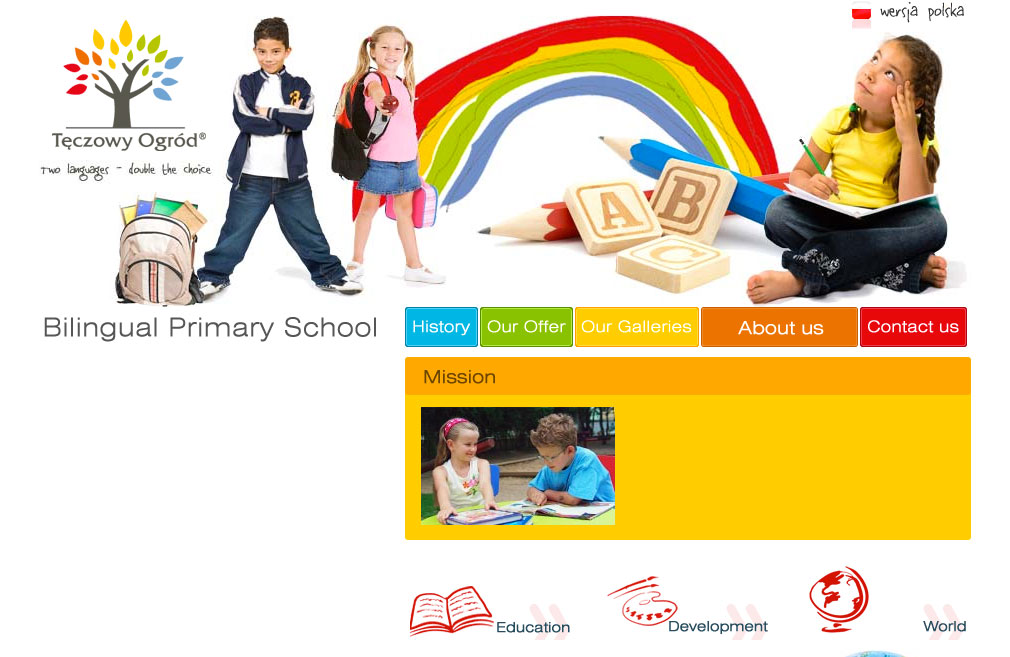 wersja polska
Tęczowy Ogród®
Two languages - double the choice
A B
C
Bilingual Primary School
History Our Offer Our Galleries About us Contact us
Mission
Education Development World